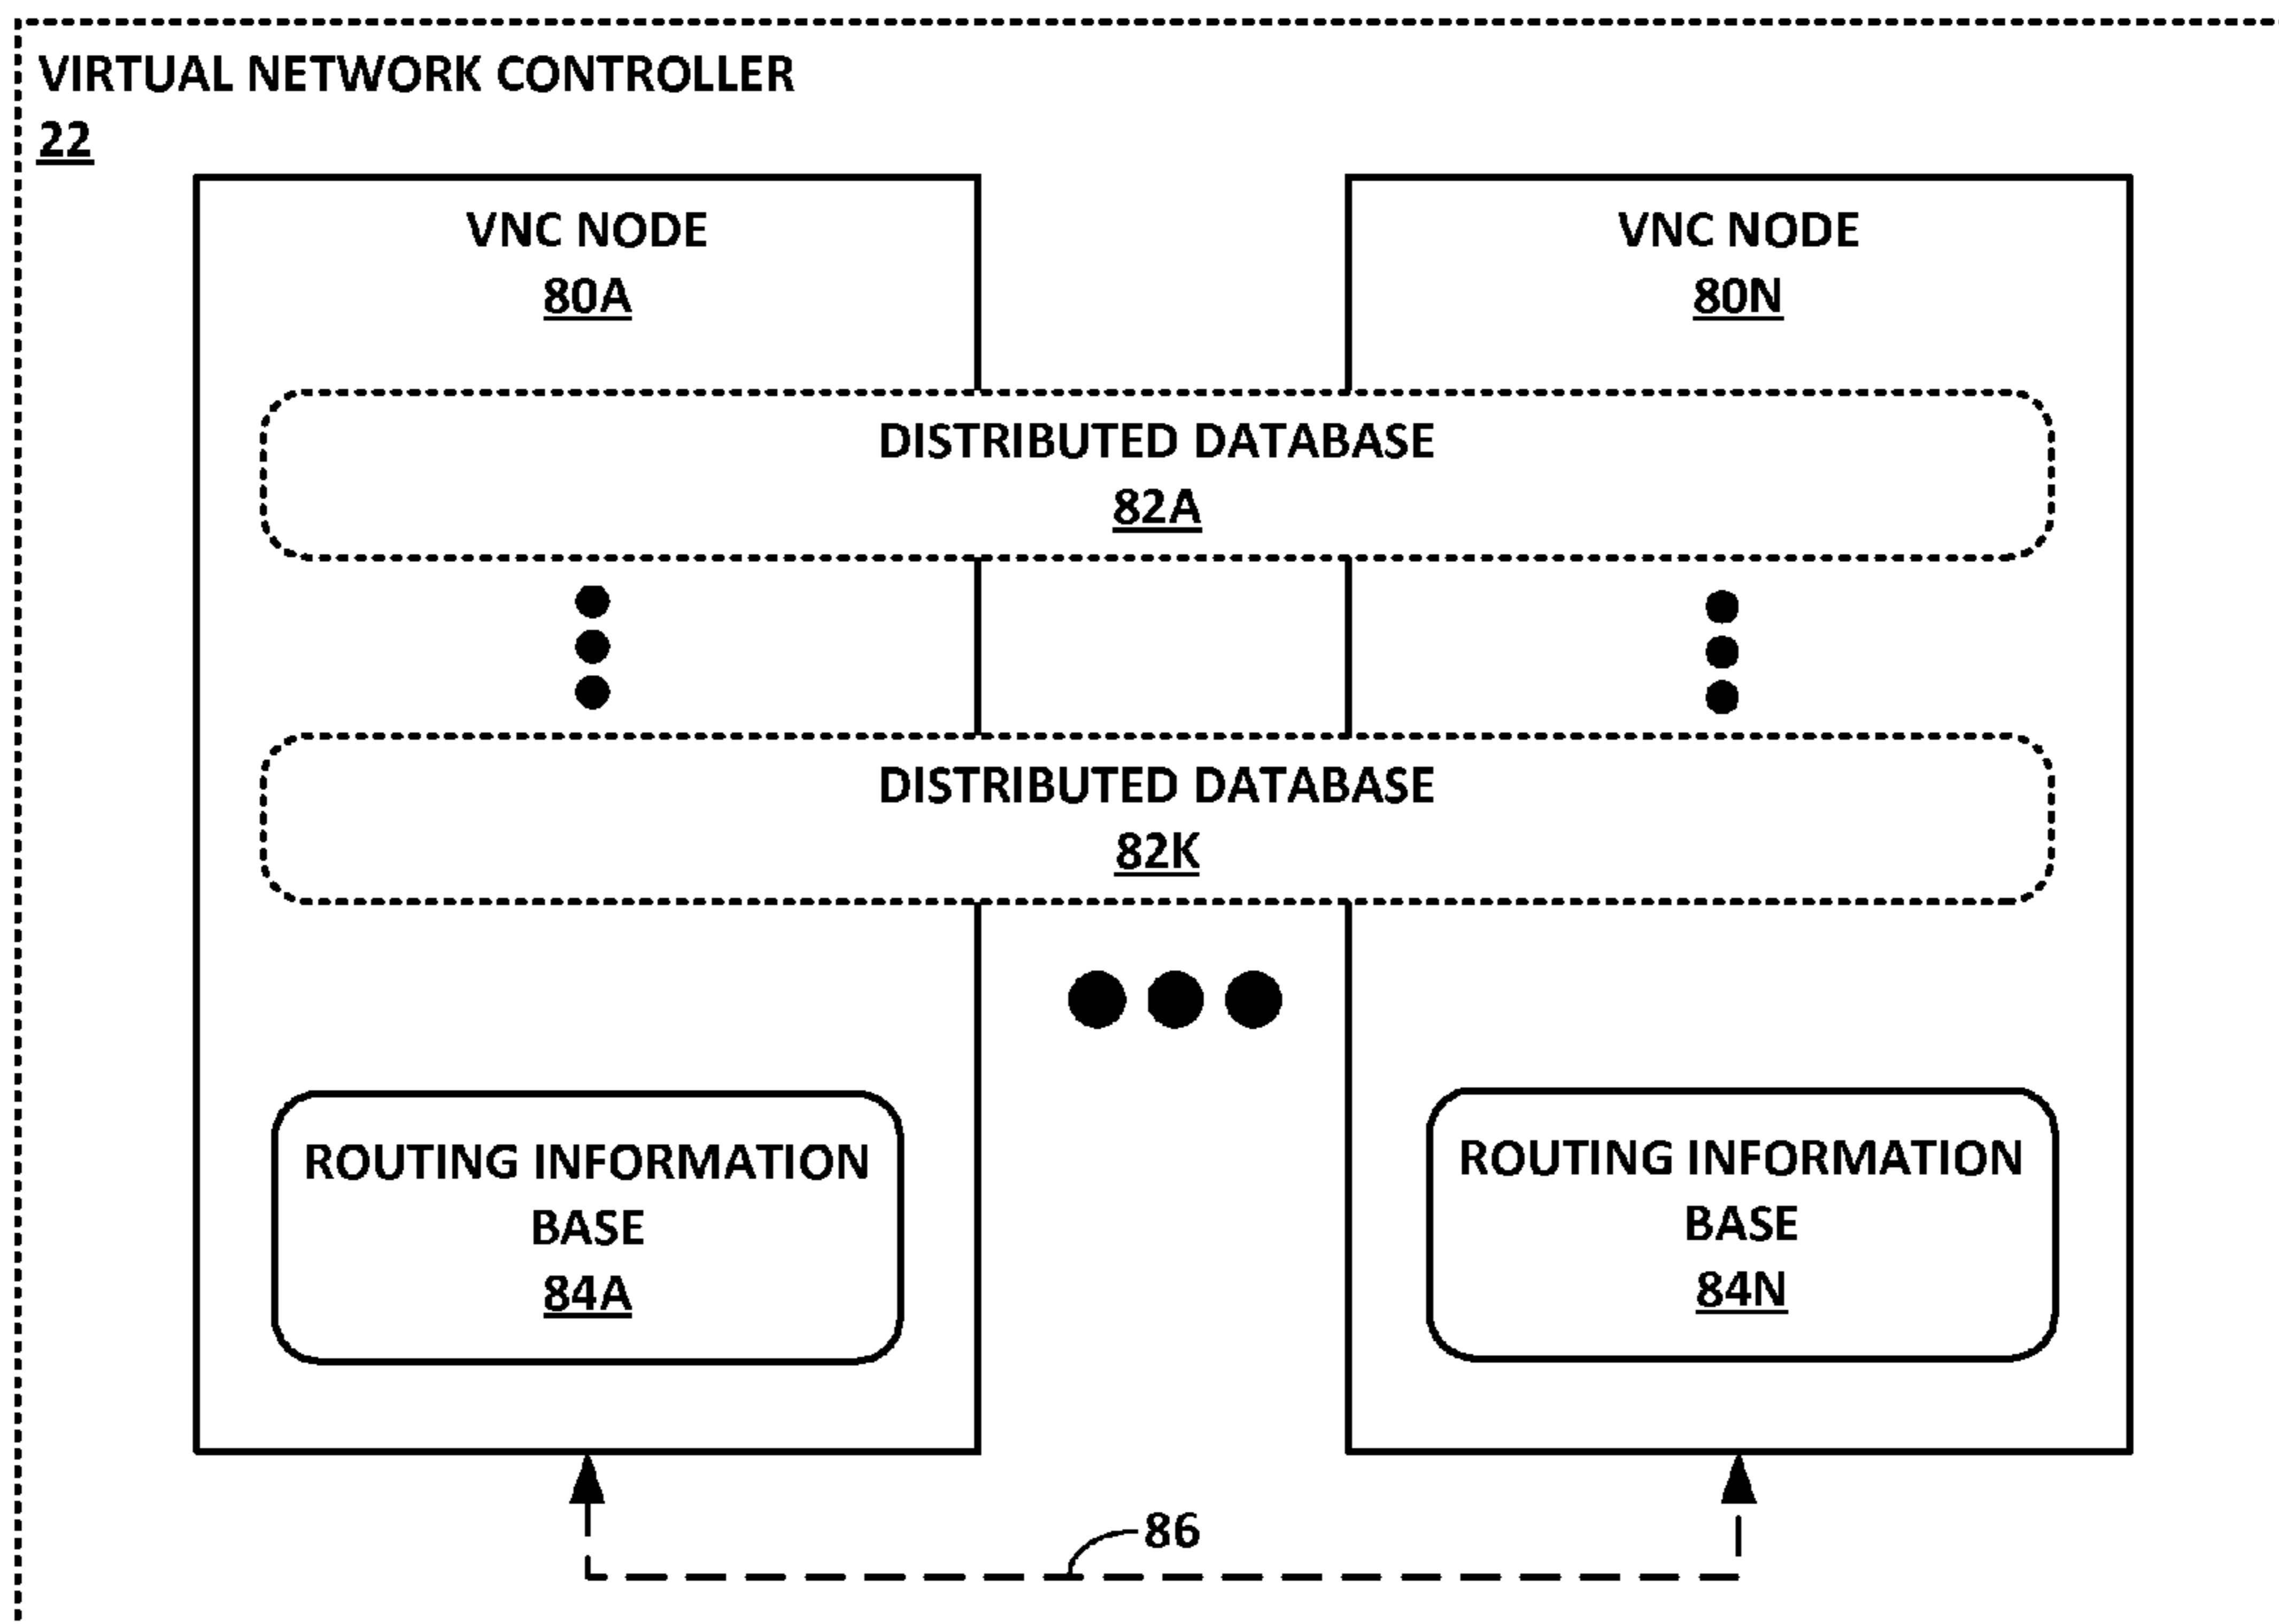 VIRTUAL NETWORK CONTROLLER
22
VNC NODE
80A
VNC NODE
80N
DISTRIBUTED DATABASE
82A
DISTRIBUTED DATABASE
82K
ROUTING INFORMATION
BASE
84A
ROUTING INFORMATION
BASE
84N
86